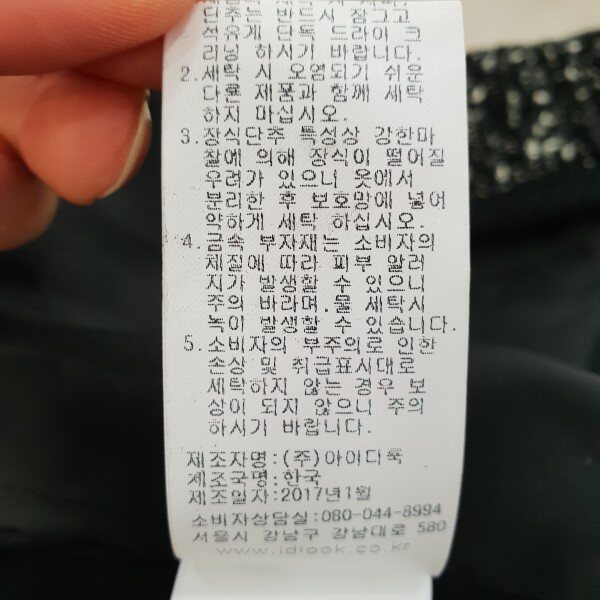 단추는 반드시 잠그고
석유계 단독 드라이 크
리닝 하시기 바랍니다.
2.세탁 시 오염되기 쉬운
다른 제품과 함께 세탁
하지 마십시오.
3.장식단추 특성상 강한마
찰에 의해 장식이 떨어질
우려가 있으니 옷에서
분리한 후 보호망에 넣어
약하게 세탁 하십시오.
4.금속 부자재는 소비자의
체질에 따라 피부 알러
지가 발생할 수 있으니
주의 바라며,물 세탁시
녹이 발생할 수 있습니다.
5.소비자의 부주의로 인한
손상 및 취급표시대로
세탁하지 않는 경우 보
상이 되지 않으니 주의
하시기 바랍니다.
제조자명:(주)아이디룩
제조국명:한국
제조일자:2017년1월
소비자상담실:080-044-8994
서울시 강남구 강남대로 580
www.idlook.co.kr